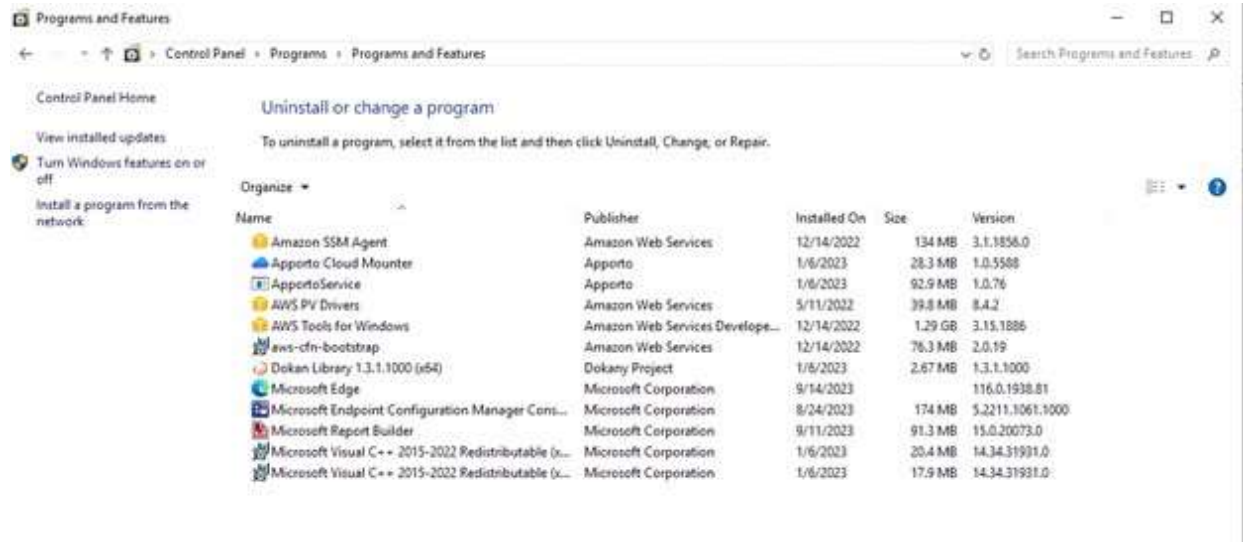 Programs and Features
Control Panel › Programs › Programs and Features
Search Programs and Features
Control Panel Home
View installed updates
Turn Windows features on or
off
Install a program from the
network
Uninstall or change a program
To uninstall a program, select it from the list and then click Uninstall, Change, or Repair.
Organize
Name Publisher Installed On Size Version
Amazon SSM Agent Amazon Web Services 12/14/2022 134 MB 3.1.1856.0
Apporto Cloud Mounter Apporto 1/6/2023 28.3 MB 1.0.5588
ApportoService Apporto 1/6/2023 92.9 MB 1.0.76
AWS PV Drivers Amazon Web Services 5/11/2022 39.8 MB 8.4.2
AWS Tools for Windows Amazon Web Services Develope... 12/14/2022 1.29 GB 3.15.1886
aws-cfn-bootstrap Amazon Web Services 12/14/2022 76.3 MB 2.0.19
Dokan Library 1.3.1.1000 (x64) Dokany Project 1/6/2023 2.67 MB 1.3.1.1000
Microsoft Edge Microsoft Corporation 9/14/2023 116.0.1938.81
Microsoft Endpoint Configuration Manager Cons... Microsoft Corporation 8/24/2023 174 MB 5.2211.1061.1000
Microsoft Report Builder Microsoft Corporation 9/11/2023 91.3 MB 15.0.20073.0
Microsoft Visual C++ 2015-2022 Redistributable (x... Microsoft Corporation 1/6/2023 20.4 MB 14.34.31931.0
Microsoft Visual C++ 2015-2022 Redistributable (x... Microsoft Corporation 1/6/2023 17.9 MB 14.34.31931.0